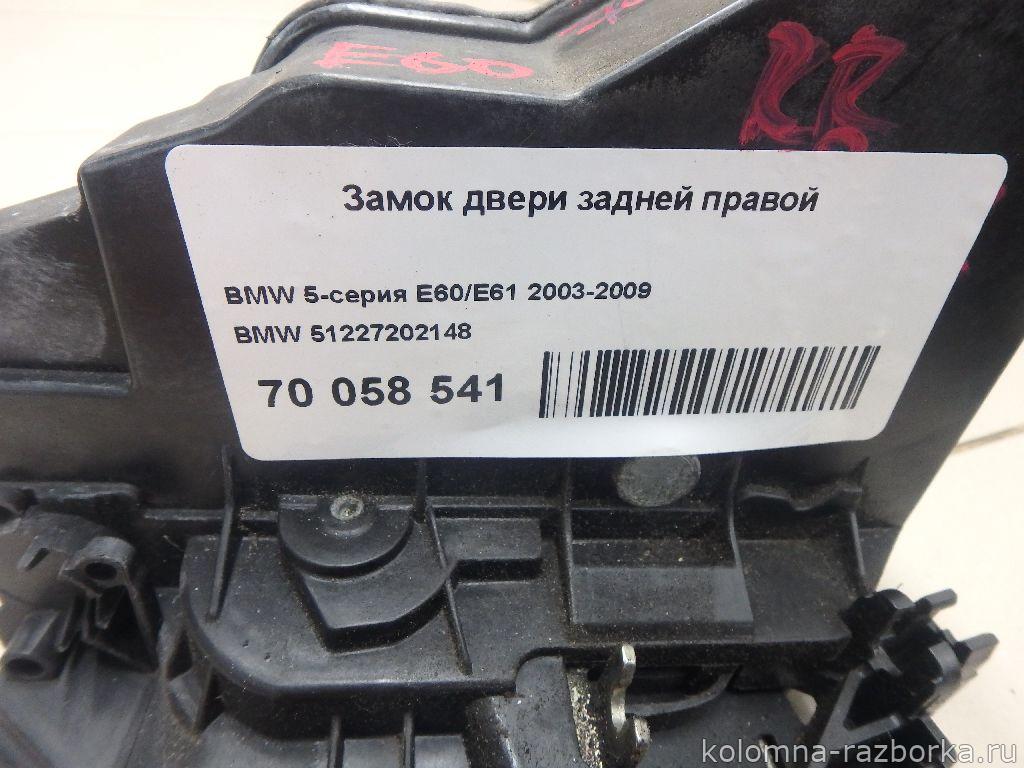 E60
RR
Замок двери задней правой
BMW 5-серия E60/E61 2003-2009
BMW 51227202148
70 058 541
kolomna-razborka.ru